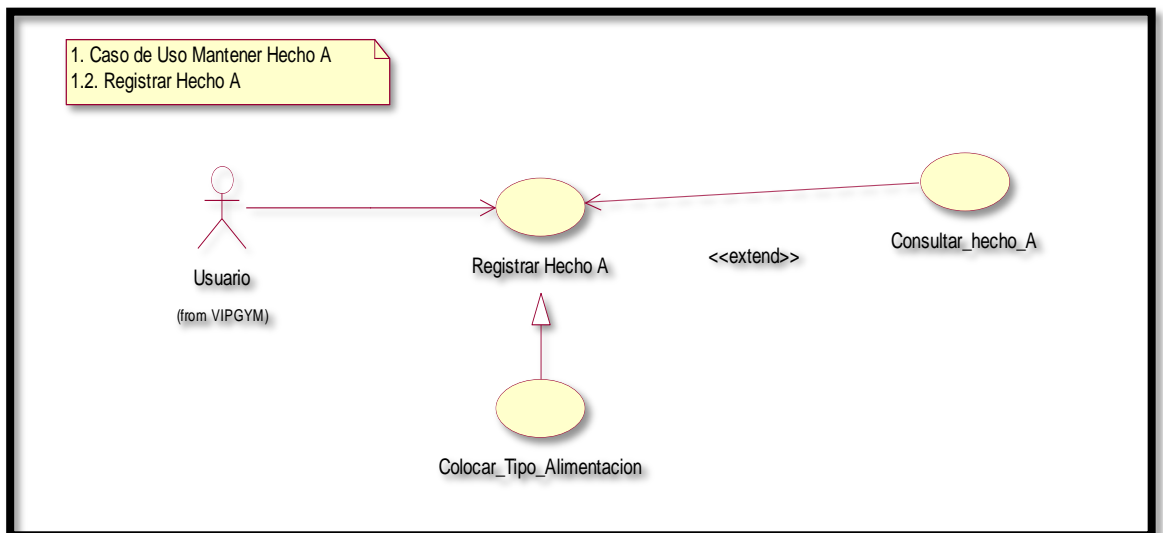 1. Caso de Uso Mantener Hecho A
1.2. Registrar Hecho A
Usuario
(from VIPGYM)
Registrar Hecho A
<<extend>>
Consultar_hecho_A
Colocar_Tipo_Alimentacion